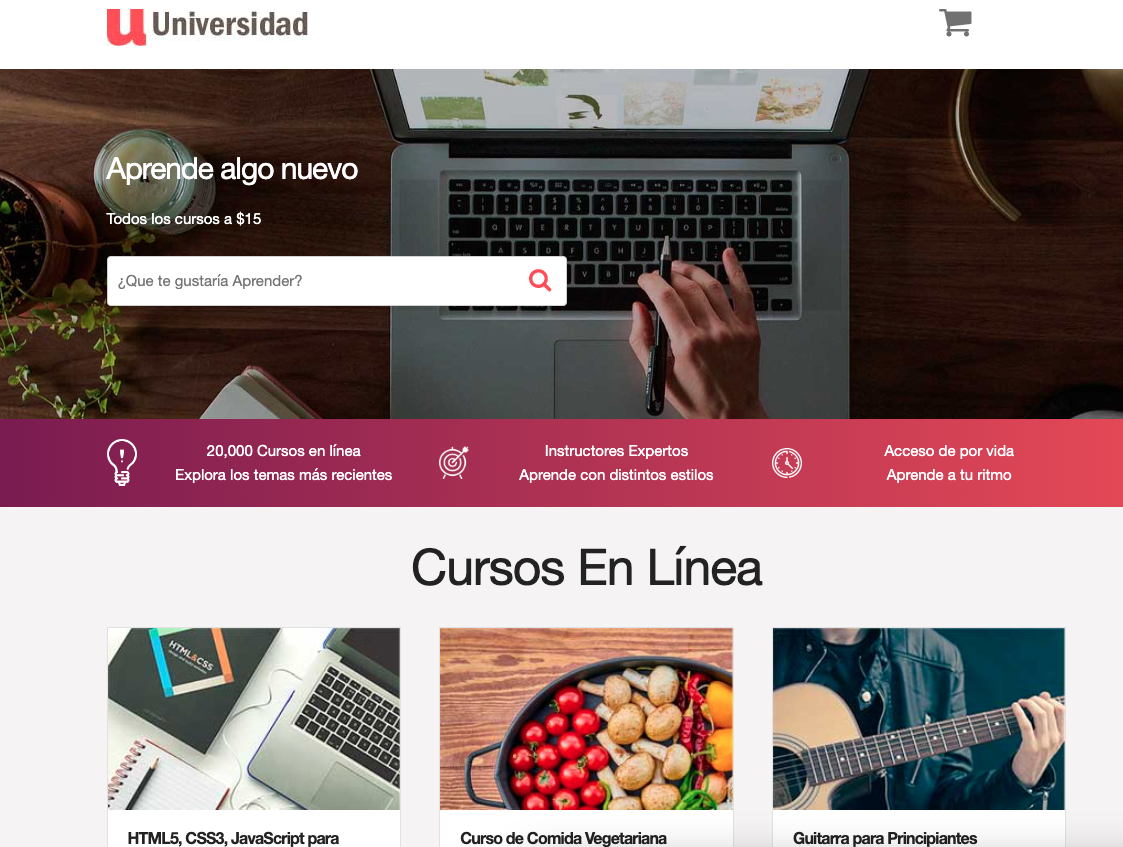 u Universidad
Aprende algo nuevo
Todos los cursos a $15
¿Que te gustaría Aprender?
20,000 Cursos en línea
Explora los temas más recientes
Instructores Expertos
Aprende con distintos estilos
Acceso de por vida
Aprende a tu ritmo
Cursos En Línea
HTML&CSS
HTML5, CSS3, JavaScript para
Curso de Comida Vegetariana
Guitarra para Principiantes